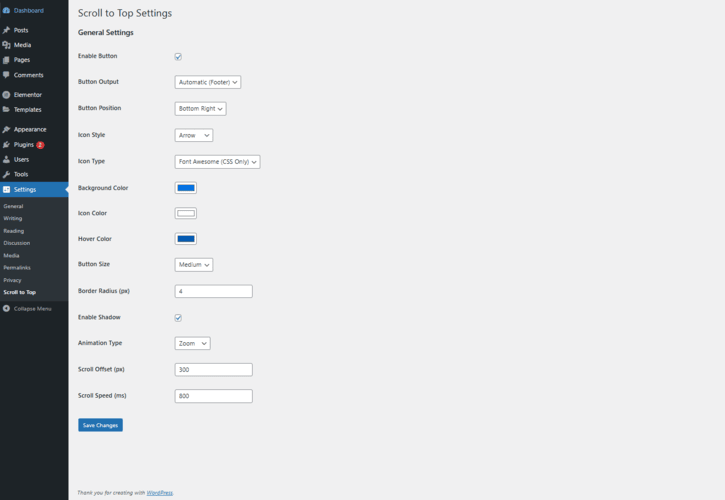 Dashboard
Posts
Media
Pages
Comments
Elementor
Templates
Appearance
Plugins 2
Users
Tools
Settings
General
Writing
Reading
Discussion
Media
Permalinks
Privacy
Scroll to Top
Collapse Menu
Scroll to Top Settings
General Settings
Enable Button
Button Output Automatic (Footer)
Button Position Bottom Right
Icon Style Arrow
Icon Type Font Awesome (CSS Only)
Background Color
Icon Color
Hover Color
Button Size Medium
Border Radius (px) 4
Enable Shadow
Animation Type Zoom
Scroll Offset (px) 300
Scroll Speed (ms) 800
Save Changes
Thank you for creating with WordPress.